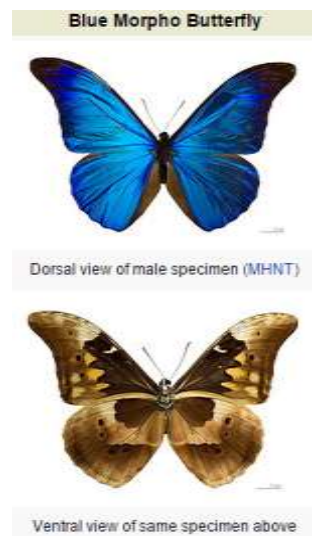 Blue Morpho Butterfly
Dorsal view of male specimen (MHNT)
Ventral view of same specimen above